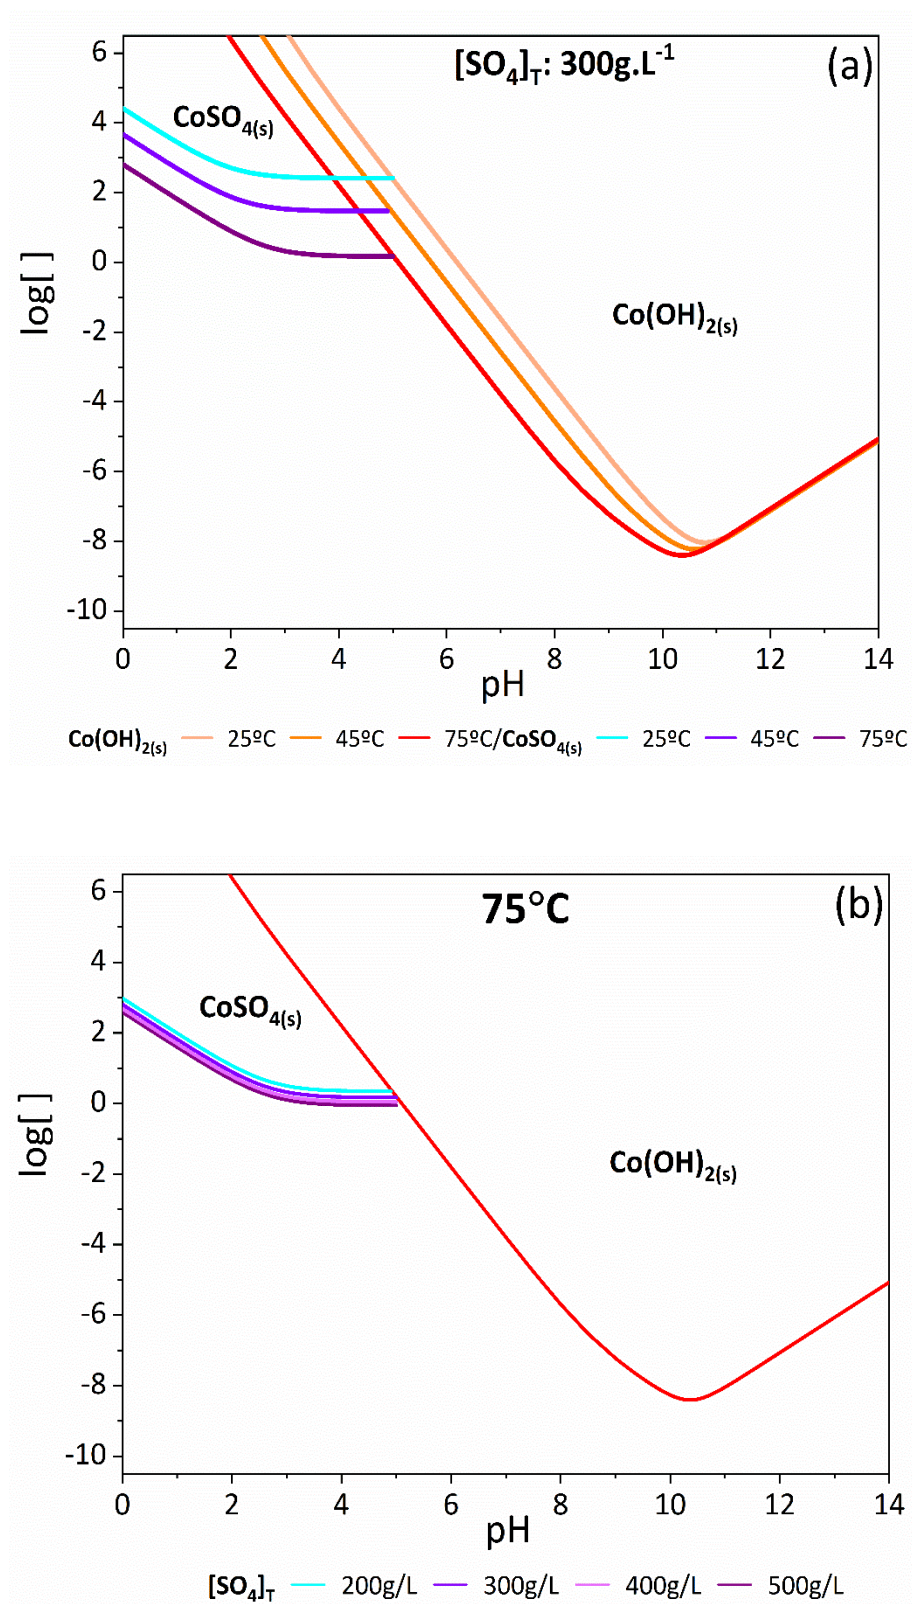 [SO4]T: 300g.L-1
(a)
CoSO4(s)
Co(OH)2(s)
log[ ]
6
4
2
0
-2
-4
-6
-8
-10
0 2 4 6 8 10 12 14
pH
Co(OH)2(s) 25ºC 45ºC 75ºC/CoSO4(s) 25ºC 45ºC 75ºC
75°C
(b)
CoSO4(s)
Co(OH)2(s)
log[ ]
6
4
2
0
-2
-4
-6
-8
-10
0 2 4 6 8 10 12 14
pH
[SO4]T 200g/L 300g/L 400g/L 500g/L